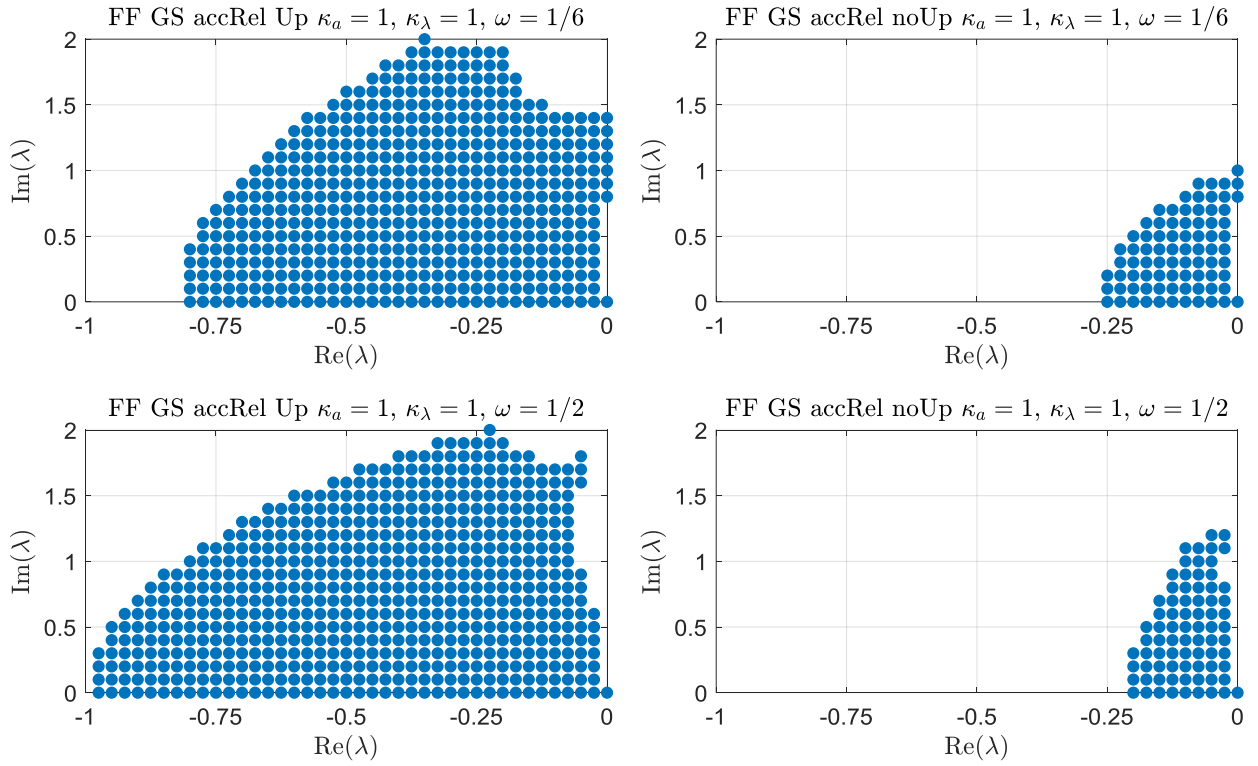 FF GS accRel Up κₐ = 1, κ_λ = 1, ω = 1/6
2
1.5
1
0.5
0
Im(λ)
-1 -0.75 -0.5 -0.25 0
Re(λ)
FF GS accRel noUp κₐ = 1, κ_λ = 1, ω = 1/6
2
1.5
1
0.5
0
Im(λ)
-1 -0.75 -0.5 -0.25 0
Re(λ)
FF GS accRel Up κₐ = 1, κ_λ = 1, ω = 1/2
2
1.5
1
0.5
0
Im(λ)
-1 -0.75 -0.5 -0.25 0
Re(λ)
FF GS accRel noUp κₐ = 1, κ_λ = 1, ω = 1/2
2
1.5
1
0.5
0
Im(λ)
-1 -0.75 -0.5 -0.25 0
Re(λ)